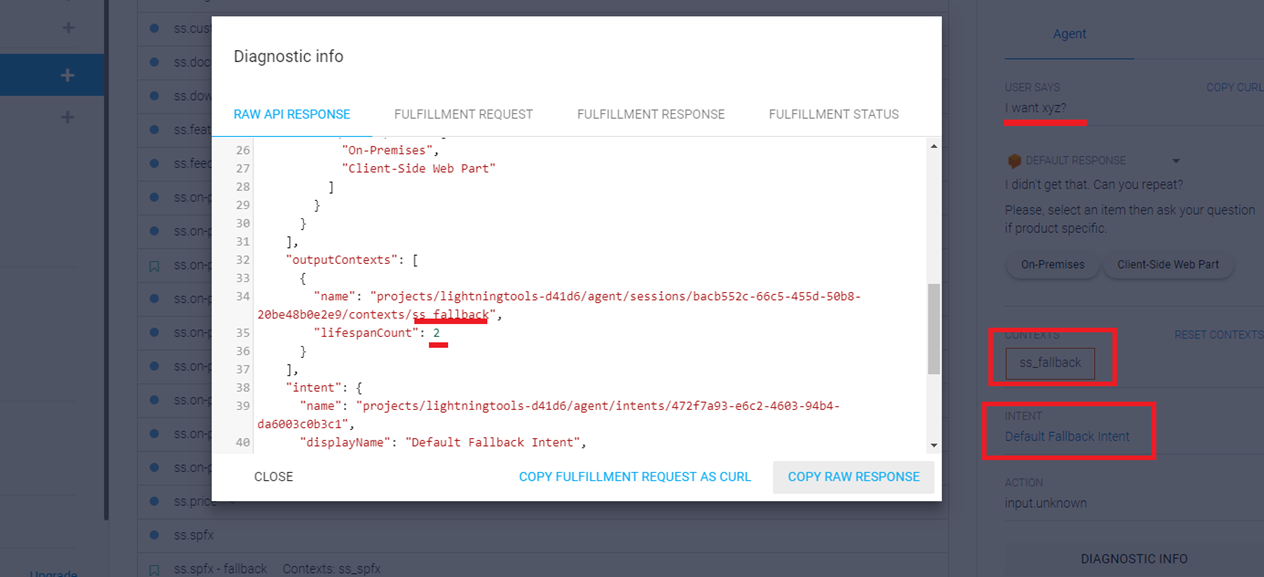 ss.cus
ss.doc
ss.dow
ss.feat
ss.feed
ss.on-p
ss.on-p
ss.on-p
ss.on-p
ss.on-p
ss.on-p
ss.on-p
ss.on-p
ss.on-p
ss.price
ss.spfx
ss.spfx - fallback Contexts: ss_spfx
Upgrade
Diagnostic info
RAW API RESPONSE FULFILLMENT REQUEST FULFILLMENT RESPONSE FULFILLMENT STATUS
26 "On-Premises",
27 "Client-Side Web Part"
28 ]
29 }
30 }
31 ],
32 "outputContexts": [
33 {
34 "name": "projects/lightningtools-d41d6/agent/sessions/bacb552c-66c5-455d-50b8-
20be48b0e2e9/contexts/ss_fallback",
35 "lifespanCount": 2
36 }
37 ],
38 "intent": {
39 "name": "projects/lightningtools-d41d6/agent/intents/472f7a93-e6c2-4603-94b4-
da6003c0b3c1",
40 "displayName": "Default Fallback Intent",
CLOSE COPY FULFILLMENT REQUEST AS CURL COPY RAW RESPONSE
Agent
USER SAYS COPY CURL
I want xyz?
DEFAULT RESPONSE
I didn't get that. Can you repeat?
Please, select an item then ask your question
if product specific.
On-Premises Client-Side Web Part
CONTEXTS RESET CONTEXTS
ss_fallback
INTENT
Default Fallback Intent
ACTION
input.unknown
DIAGNOSTIC INFO